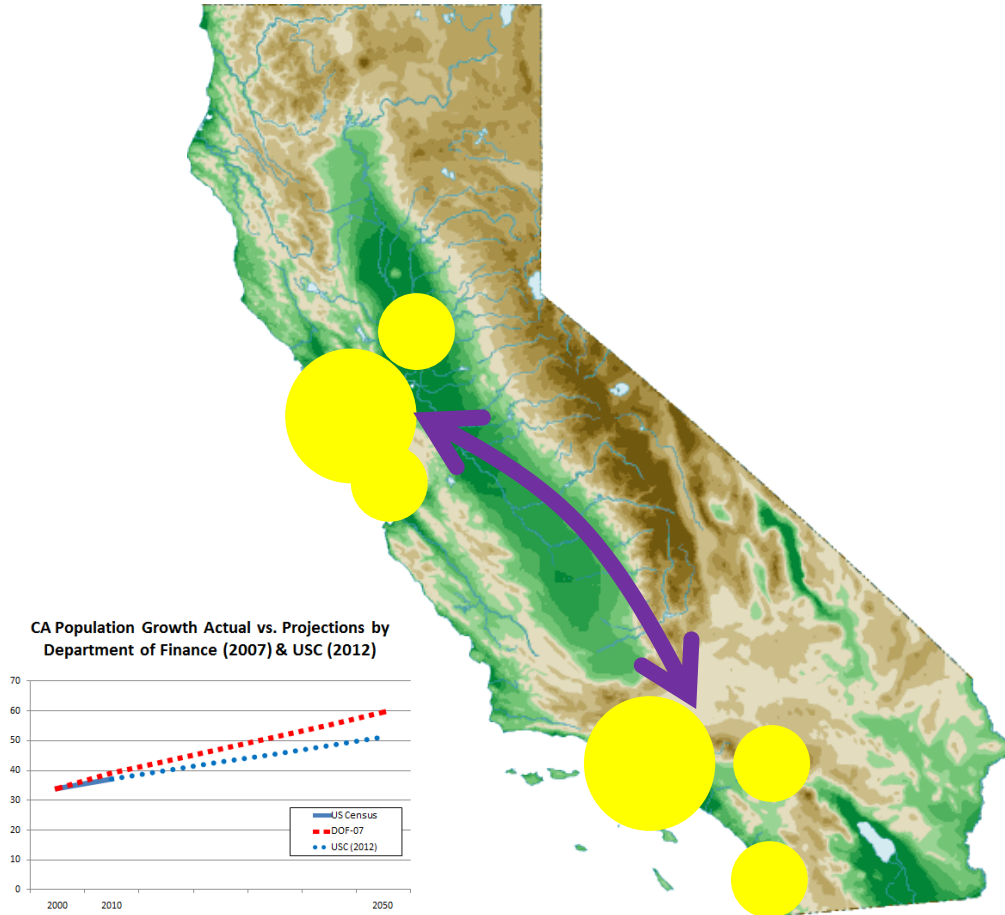 CA Population Growth Actual vs. Projections by
Department of Finance (2007) & USC (2012)
70
60
50
40
30
20
10
0
US Census
DOF-07
USC (2012)
2000 2010 2050